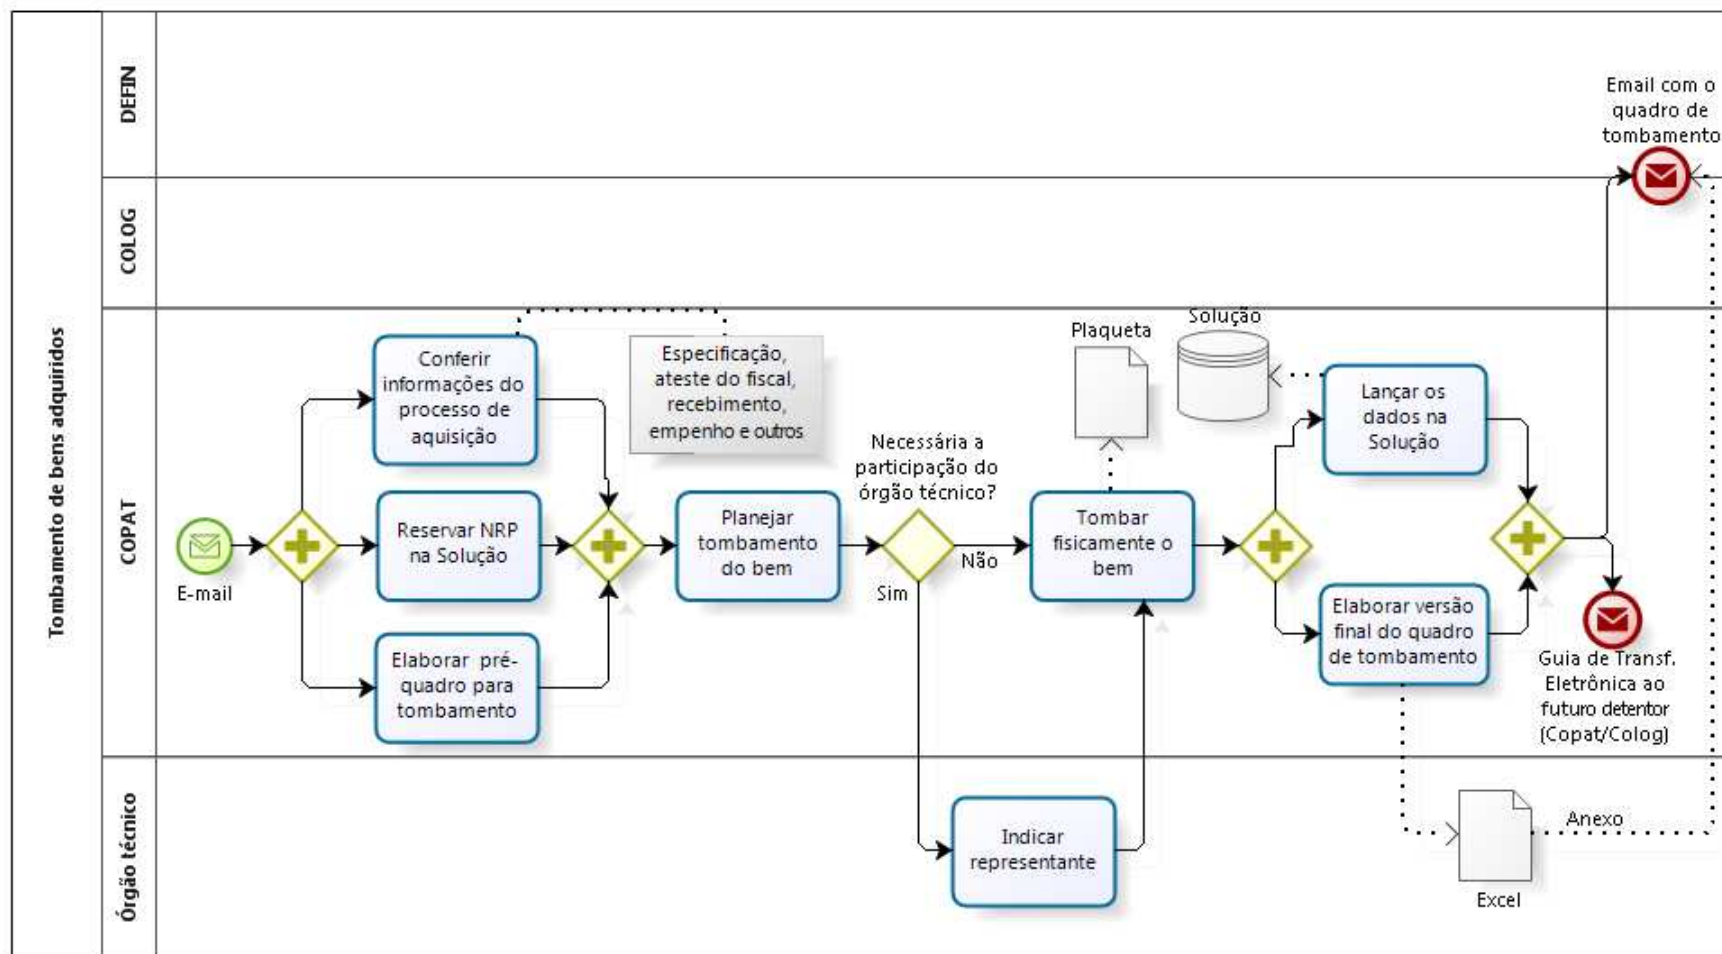 Tombamento de bens adquiridos
DEFIN
COLOG
COPAT
Órgão técnico
Email com o
quadro de
tombamento
E-mail
Conferir
informações do
processo de
aquisição
Especificação,
ateste do fiscal,
recebimento,
empenho e outros
Reservar NRP
na Solução
Elaborar pré-
quadro para
tombamento
Planejar
tombamento
do bem
Necessária a
participação do
órgão técnico?
Não
Sim
Plaqueta
Tombar
fisicamente o
bem
Solução
Lançar os
dados na
Solução
Elaborar versão
final do quadro
de tombamento
Guia de Transf.
Eletrônica ao
futuro detentor
(Copat/Colog)
Indicar
representante
Anexo
Excel